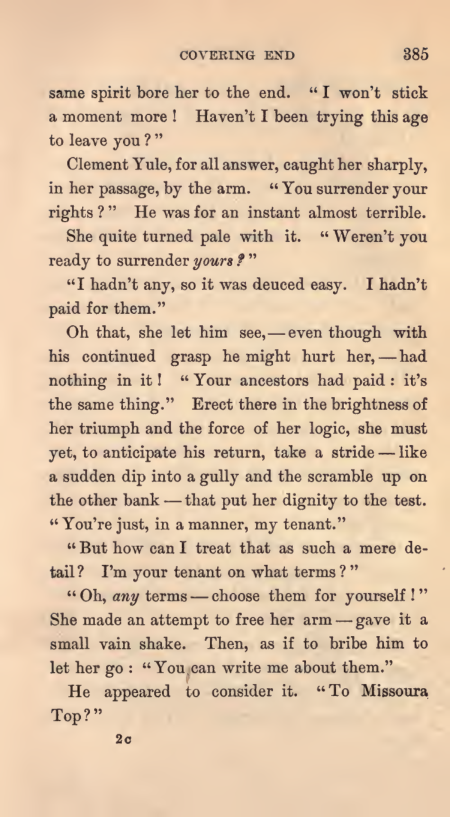 COVERING END 385
same spirit bore her to the end. “I won’t stick
a moment more! Haven’t I been trying this age
to leave you?”
Clement Yule, for all answer, caught her sharply,
in her passage, by the arm. “You surrender your
rights?” He was for an instant almost terrible.
She quite turned pale with it. “Weren’t you
ready to surrender yours?”
“I hadn’t any, so it was deuced easy. I hadn’t
paid for them.”
Oh that, she let him see,—even though with
his continued grasp he might hurt her,—had
nothing in it! “Your ancestors had paid: it’s
the same thing.” Erect there in the brightness of
her triumph and the force of her logic, she must
yet, to anticipate his return, take a stride—like
a sudden dip into a gully and the scramble up on
the other bank—that put her dignity to the test.
“You’re just, in a manner, my tenant.”
“But how can I treat that as such a mere de-
tail? I’m your tenant on what terms?”
“Oh, any terms—choose them for yourself!”
She made an attempt to free her arm—gave it a
small vain shake. Then, as if to bribe him to
let her go: “You can write me about them.”
He appeared to consider it. “To Missoura
Top?”
2c